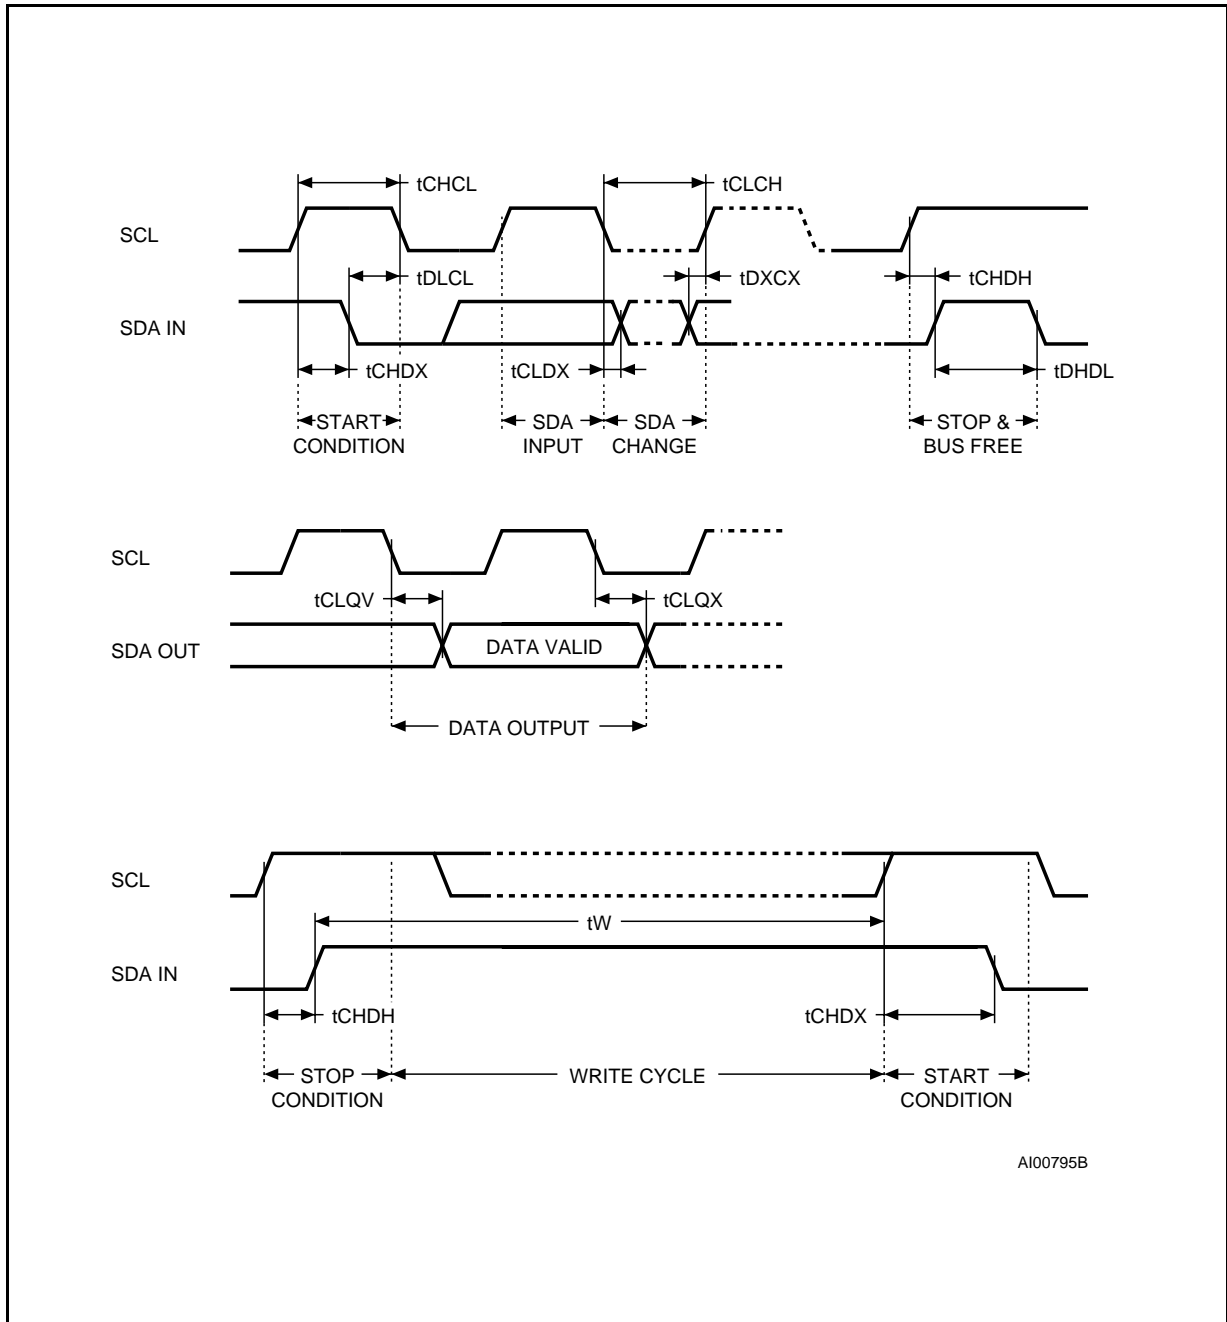 tCHCL
tCLCH
SCL
tDLCL
tDXCX
tCHDH
SDA IN
tCHDX
tCLDX
tDHDL
START
CONDITION
SDA
INPUT
SDA
CHANGE
STOP &
BUS FREE
SCL
tCLQV
tCLQX
SDA OUT
DATA VALID
DATA OUTPUT
SCL
tW
SDA IN
tCHDH
tCHDX
STOP
CONDITION
WRITE CYCLE
START
CONDITION
AI00795B